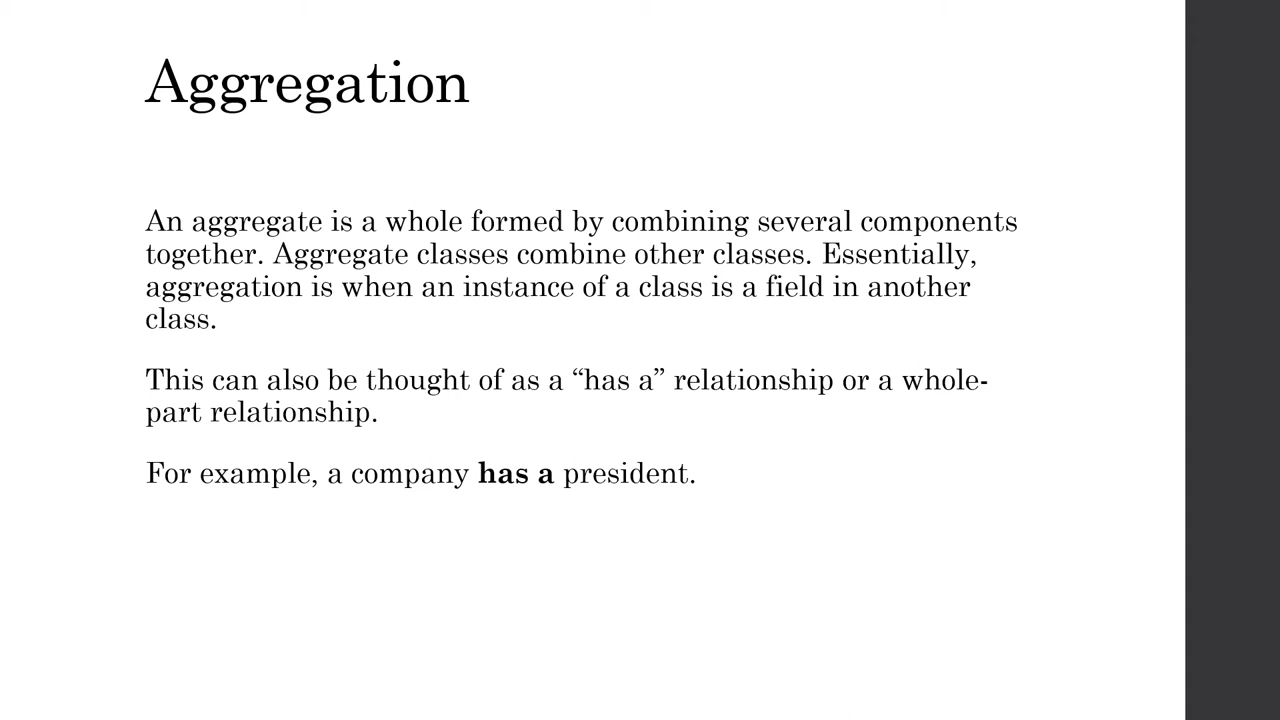 Aggregation
An aggregate is a whole formed by combining several components
together. Aggregate classes combine other classes. Essentially,
aggregation is when an instance of a class is a field in another
class.
This can also be thought of as a “has a” relationship or a whole-
part relationship.
For example, a company has a president.